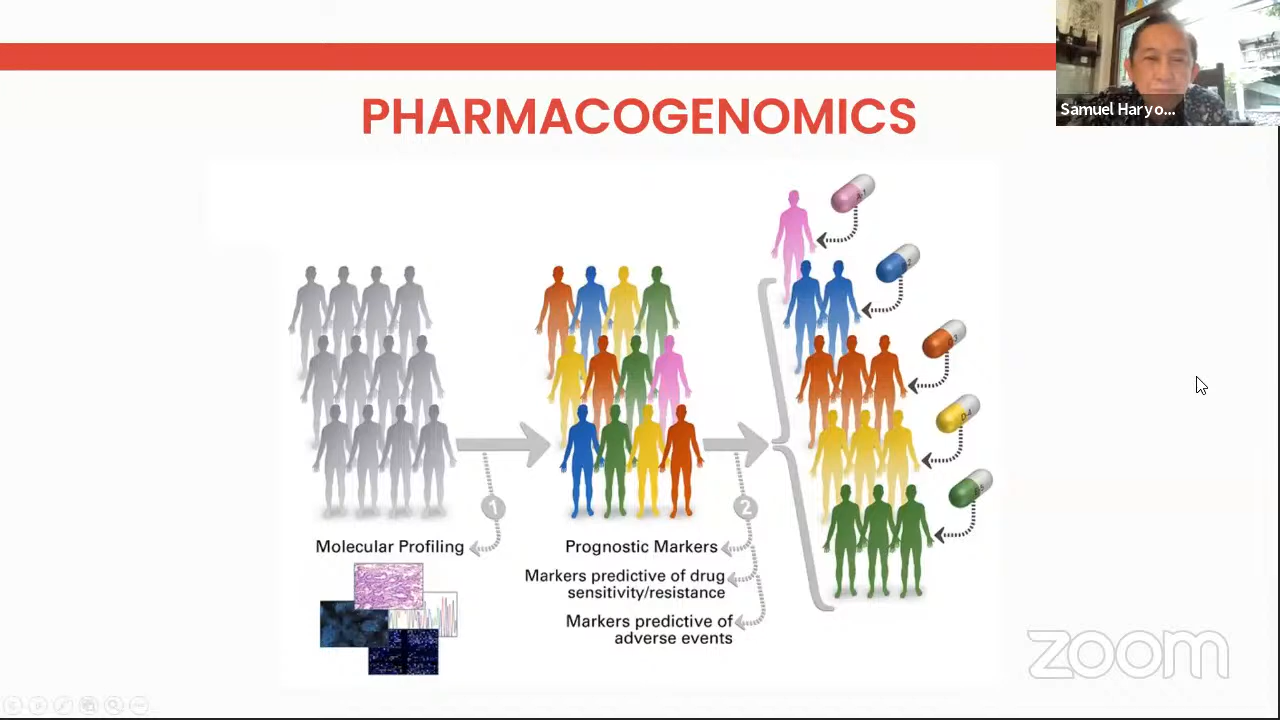 PHARMACOGENOMICS
Samuel Haryo...
1
2
Molecular Profiling
Prognostic Markers
Markers predictive of drug
sensitivity/resistance
Markers predictive of
adverse events
zoom